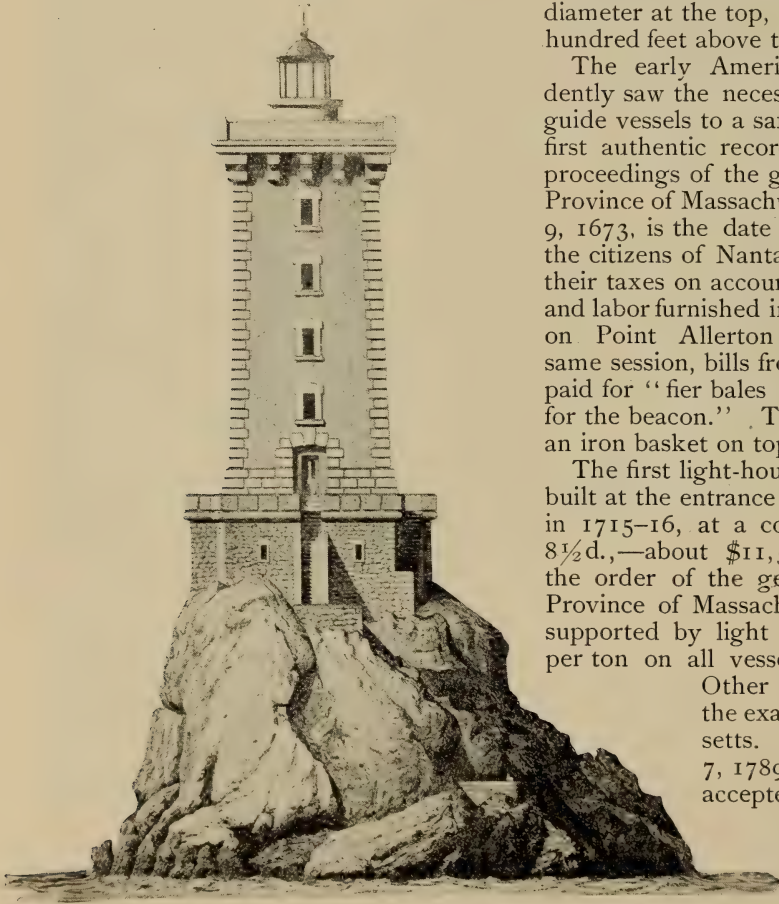 diameter at the top,
hundred feet above t
The early Ameri
dently saw the neces
guide vessels to a sa
first authentic recor
proceedings of the g
Province of Massach
9, 1673, is the date
the citizens of Nanta
their taxes on accour
and labor furnished i
on Point Allerton
same session, bills fr
paid for “fier bales
for the beacon.” T
an iron basket on top
The first light-hou
built at the entrance
in 1715–16, at a co
8½d.,—about $11,
the order of the ge
Province of Massach
supported by light
per ton on all vess
Other
the exa
setts.
7, 1789
accepte